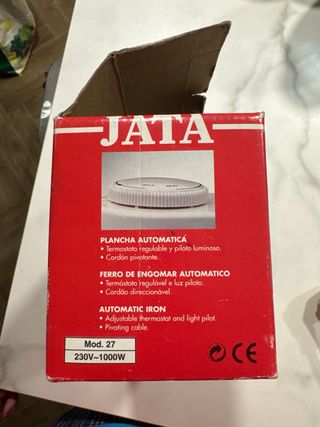 JATA
PLANCHA AUTOMATICA
• Termostato regulable y piloto luminoso.
• Cordón pivotante.
FERRO DE ENGOMAR AUTOMATICO
• Termóstato regulável e luz piloto.
• Cordão direccionável.
AUTOMATIC IRON
• Adjustable thermostat and light pilot.
• Pivoting cable.
Mod. 27
230V~1000W
CE